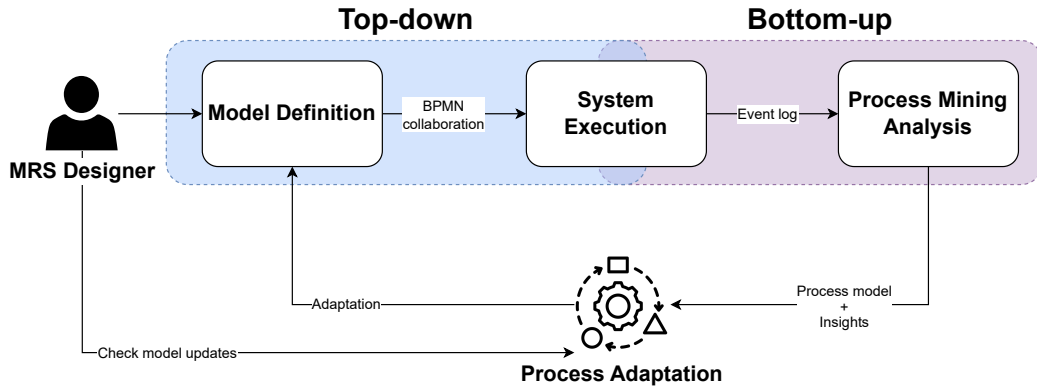 Top-down
Bottom-up
Model Definition
BPMN
collaboration
System
Execution
Event log
Process Mining
Analysis
MRS Designer
Adaptation
Process model
+
Insights
Check model updates
Process Adaptation